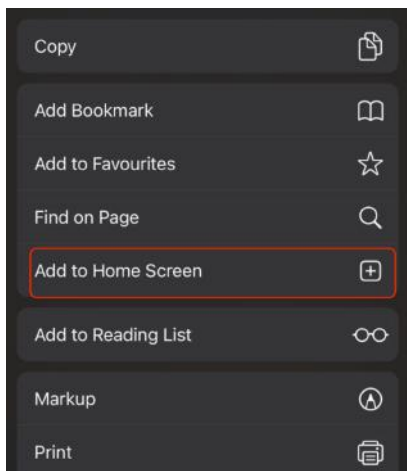 Copy
Add Bookmark
Add to Favourites
Find on Page
Add to Home Screen
Add to Reading List
Markup
Print